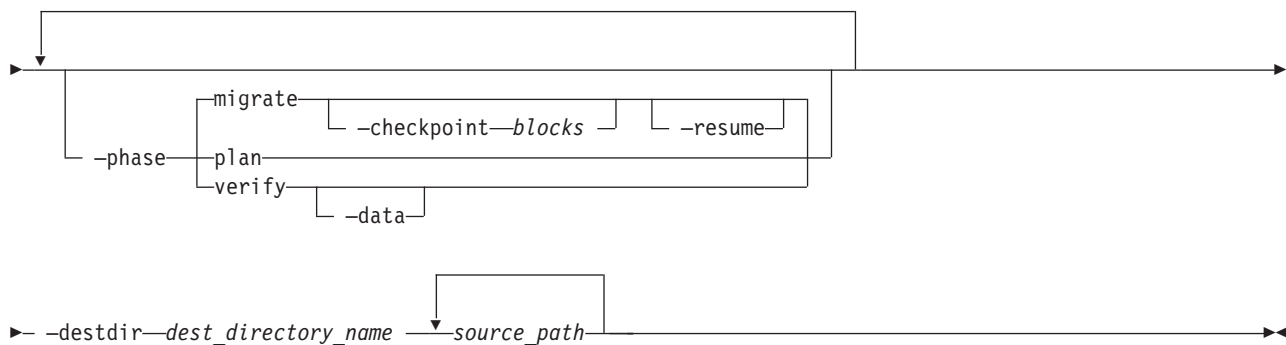 migrate
–checkpoint blocks –resume
–phase plan
verify
–data
–destdir dest_directory_name source_path